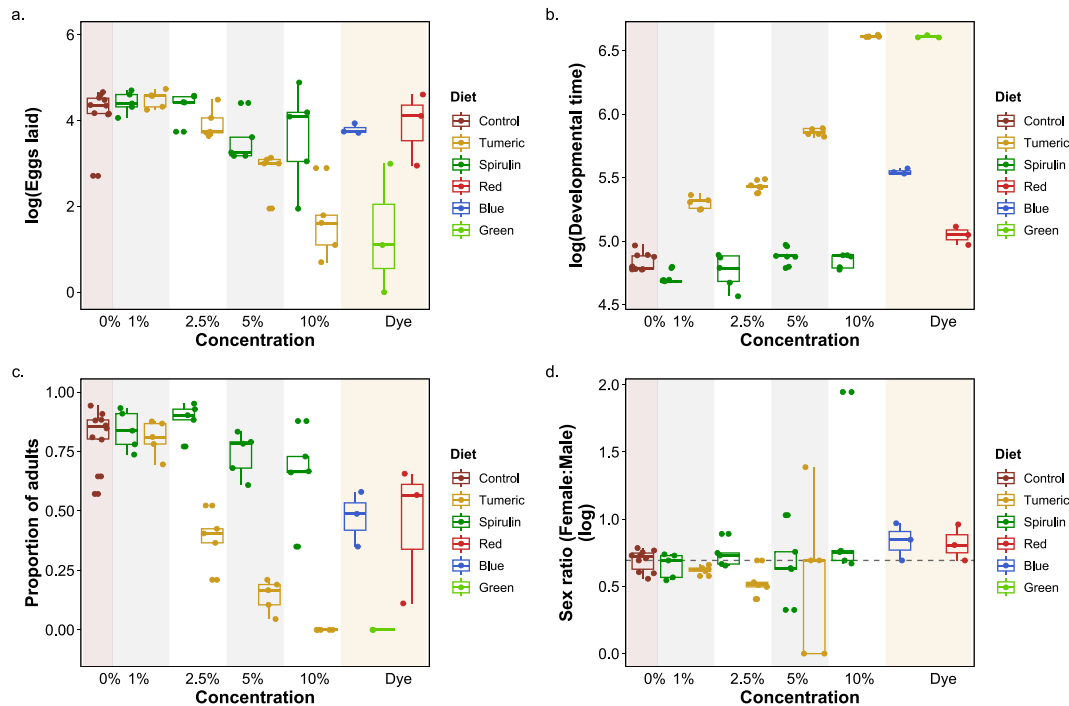 a.
log(Eggs laid)
6
4
2
0
0% 1% 2.5% 5% 10% Dye
Concentration
Diet
Control
Tumeric
Spirulin
Red
Blue
Green
b.
log(Developmental time)
6.5
6.0
5.5
5.0
4.5
0% 1% 2.5% 5% 10% Dye
Concentration
Diet
Control
Tumeric
Spirulin
Red
Blue
Green
c.
Proportion of adults
1.00
0.75
0.50
0.25
0.00
0% 1% 2.5% 5% 10% Dye
Concentration
Diet
Control
Tumeric
Spirulin
Red
Blue
Green
d.
Sex ratio (Female:Male)
(log)
2.0
1.5
1.0
0.5
0.0
0% 1% 2.5% 5% 10% Dye
Concentration
Diet
Control
Tumeric
Spirulin
Red
Blue
Green